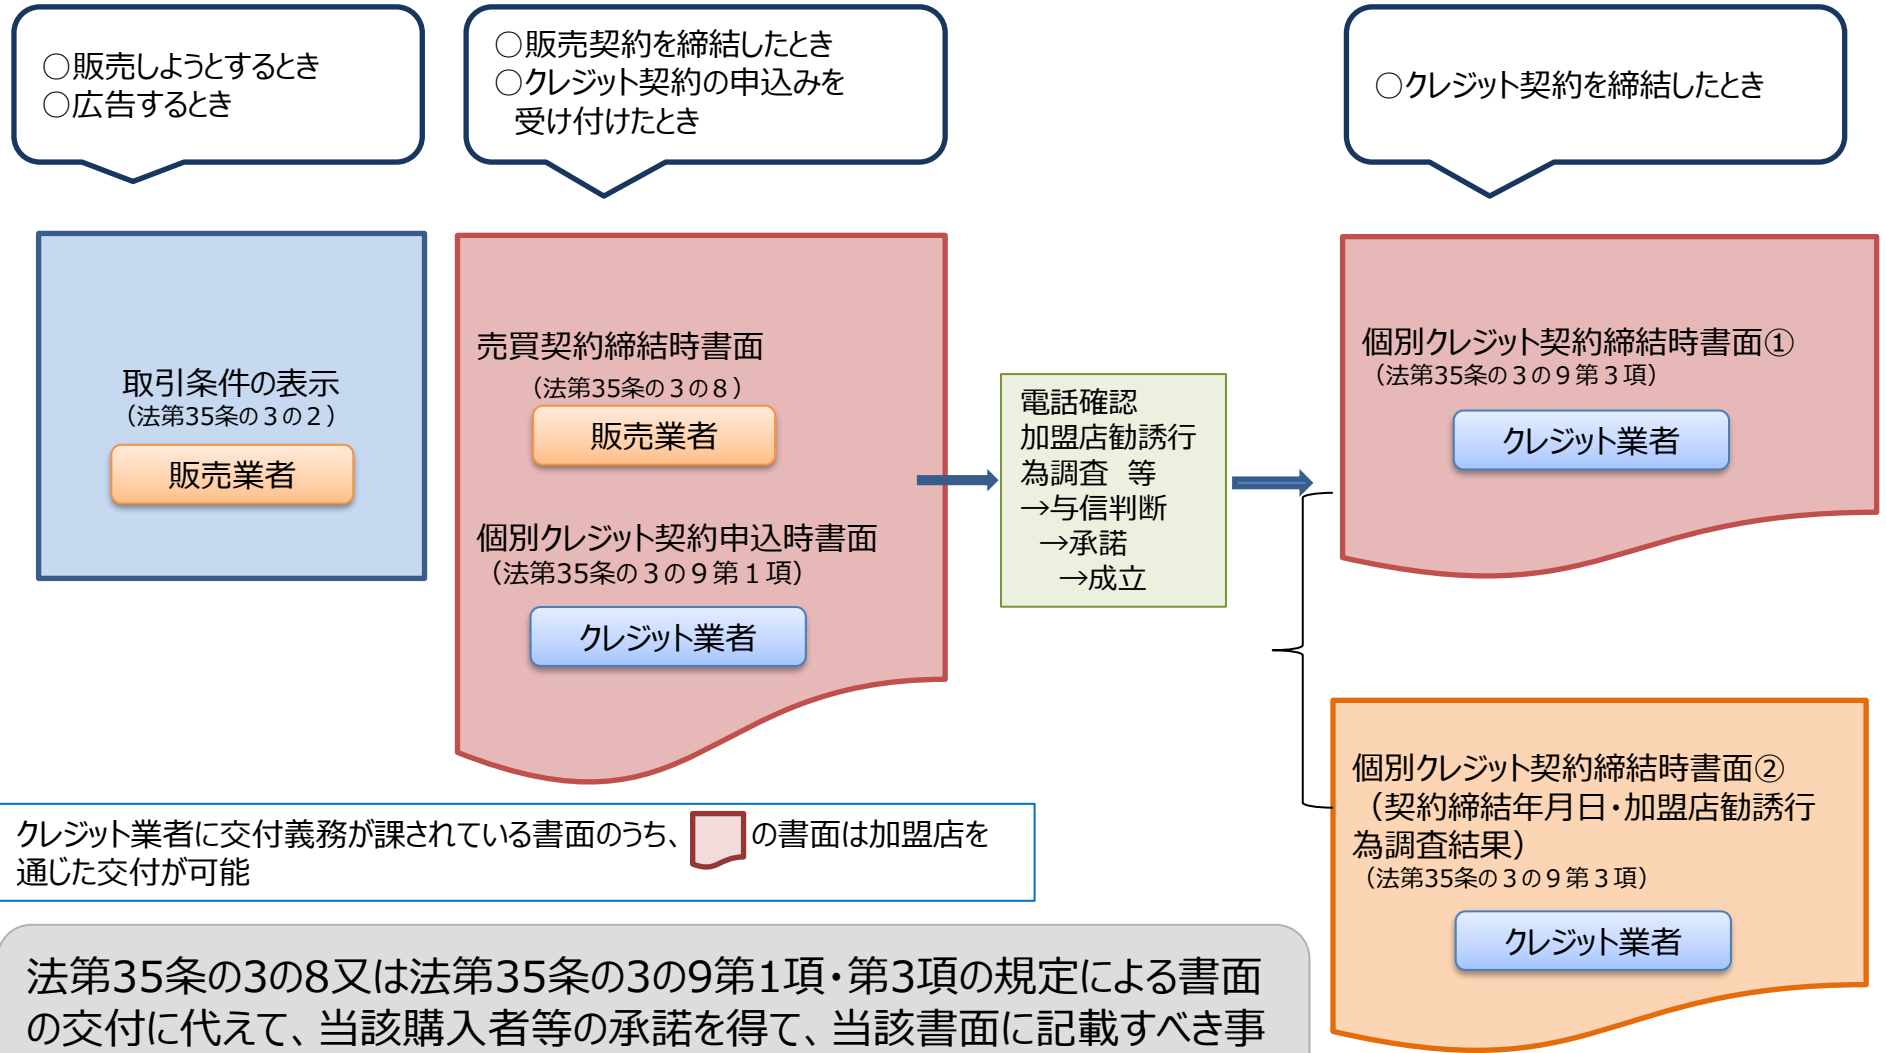 ○販売しようとするとき
○広告するとき
○販売契約を締結したとき
○クレジット契約の申込みを
受け付けたとき
○クレジット契約を締結したとき
取引条件の表示
（法第35条の３の２）
販売業者
売買契約締結時書面
（法第35条の３の８）
販売業者
個別クレジット契約申込時書面
（法第35条の３の９第１項）
クレジット業者
電話確認
加盟店勧誘行
為調査　等
→与信判断
→承諾
→成立
個別クレジット契約締結時書面①
（法第35条の３の９第３項）
クレジット業者
個別クレジット契約締結時書面②
（契約締結年月日・加盟店勧誘行
為調査結果）
（法第35条の３の９第３項）
クレジット業者
クレジット業者に交付義務が課されている書面のうち、の書面は加盟店を
通じた交付が可能
法第35条の3の8又は法第35条の3の9第1項・第3項の規定による書面
の交付に代えて、当該購入者等の承諾を得て、当該書面に記載すべき事